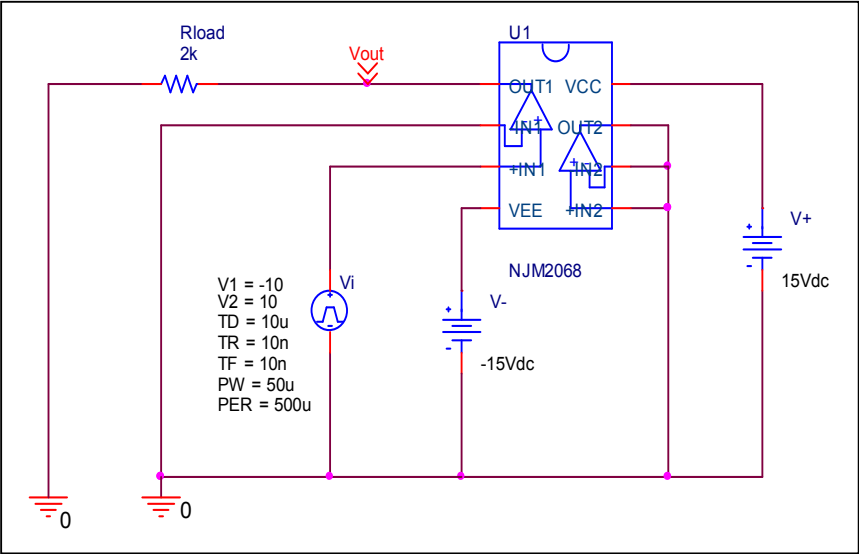 Rload
2k
Vout
U1
OUT1 VCC
-IN1 OUT2
+IN1 -IN2
VEE +IN2
NJM2068
V+
15Vdc
V1 = -10
V2 = 10
TD = 10u
TR = 10n
TF = 10n
PW = 50u
PER = 500u
Vi
V-
-15Vdc
0
0